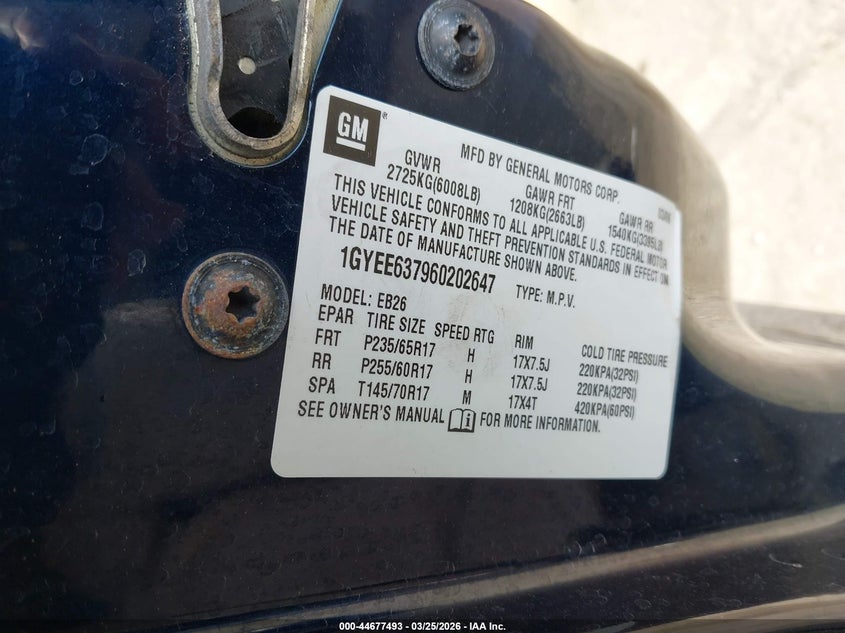 GM
MFD BY GENERAL MOTORS CORP.
GVWR GAWR FRT GAWR RR
2725KG(6008LB) 1208KG(2663LB) 1540KG(3395LB)
THIS VEHICLE CONFORMS TO ALL APPLICABLE U.S. FEDERAL MOTOR
VEHICLE SAFETY AND THEFT PREVENTION STANDARDS IN EFFECT ON
THE DATE OF MANUFACTURE SHOWN ABOVE.
1GYEE637960202647 TYPE: M.P.V.
MODEL: EB26
EPAR TIRE SIZE SPEED RTG RIM COLD TIRE PRESSURE
FRT P235/65R17 H 17X7.5J 220KPA(32PSI)
RR P255/60R17 H 17X7.5J 220KPA(32PSI)
SPA T145/70R17 M 17X4T 420KPA(60PSI)
SEE OWNER'S MANUAL FOR MORE INFORMATION.
000-44677493 — 03/25/2026 — IAA Inc.